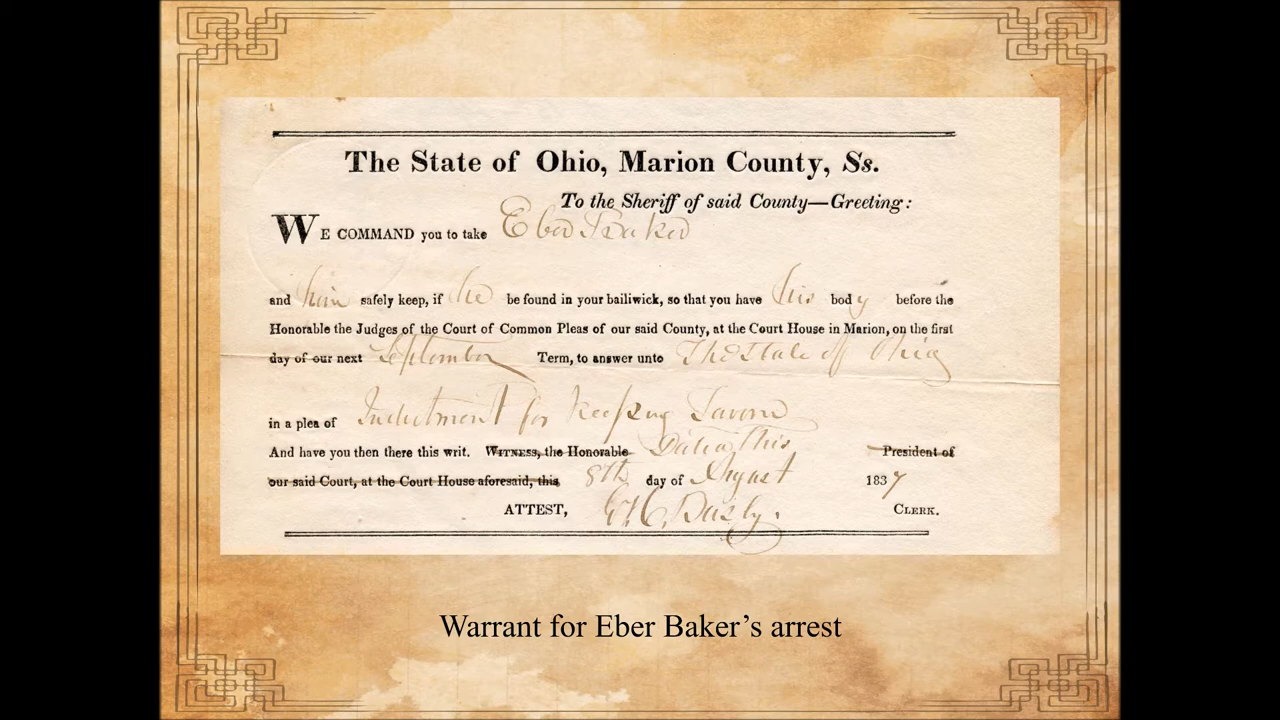 The State of Ohio, Marion County, Ss.
To the Sheriff of said County—Greeting:
WE COMMAND you to take Eber Baker
and him safely keep, if he be found in your bailiwick, so that you have his body before the
Honorable the Judges of the Court of Common Pleas of our said County, at the Court House in Marion, on the first
day of our next September Term, to answer unto The State of Ohio
in a plea of Indictment for Keeping Tavern
And have you then there this writ. WITNESS, the Honorable Dated this President of
our said Court, at the Court House aforesaid, this 8th day of August 1837
ATTEST, Busby. CLERK.
Warrant for Eber Baker’s arrest